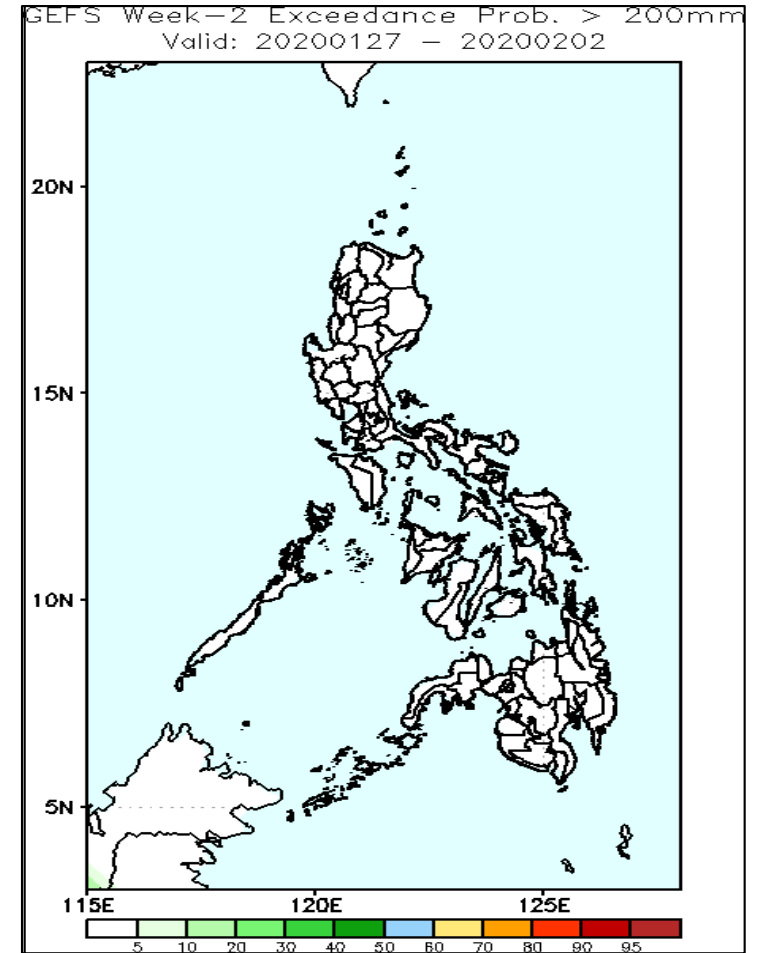 GEFS Week-2 Exceedance Prob. > 200mm
Valid: 20200127 - 20200202
20N
15N
10N
5N
115E 120E 125E
5 10 20 30 40 50 60 70 80 90 95